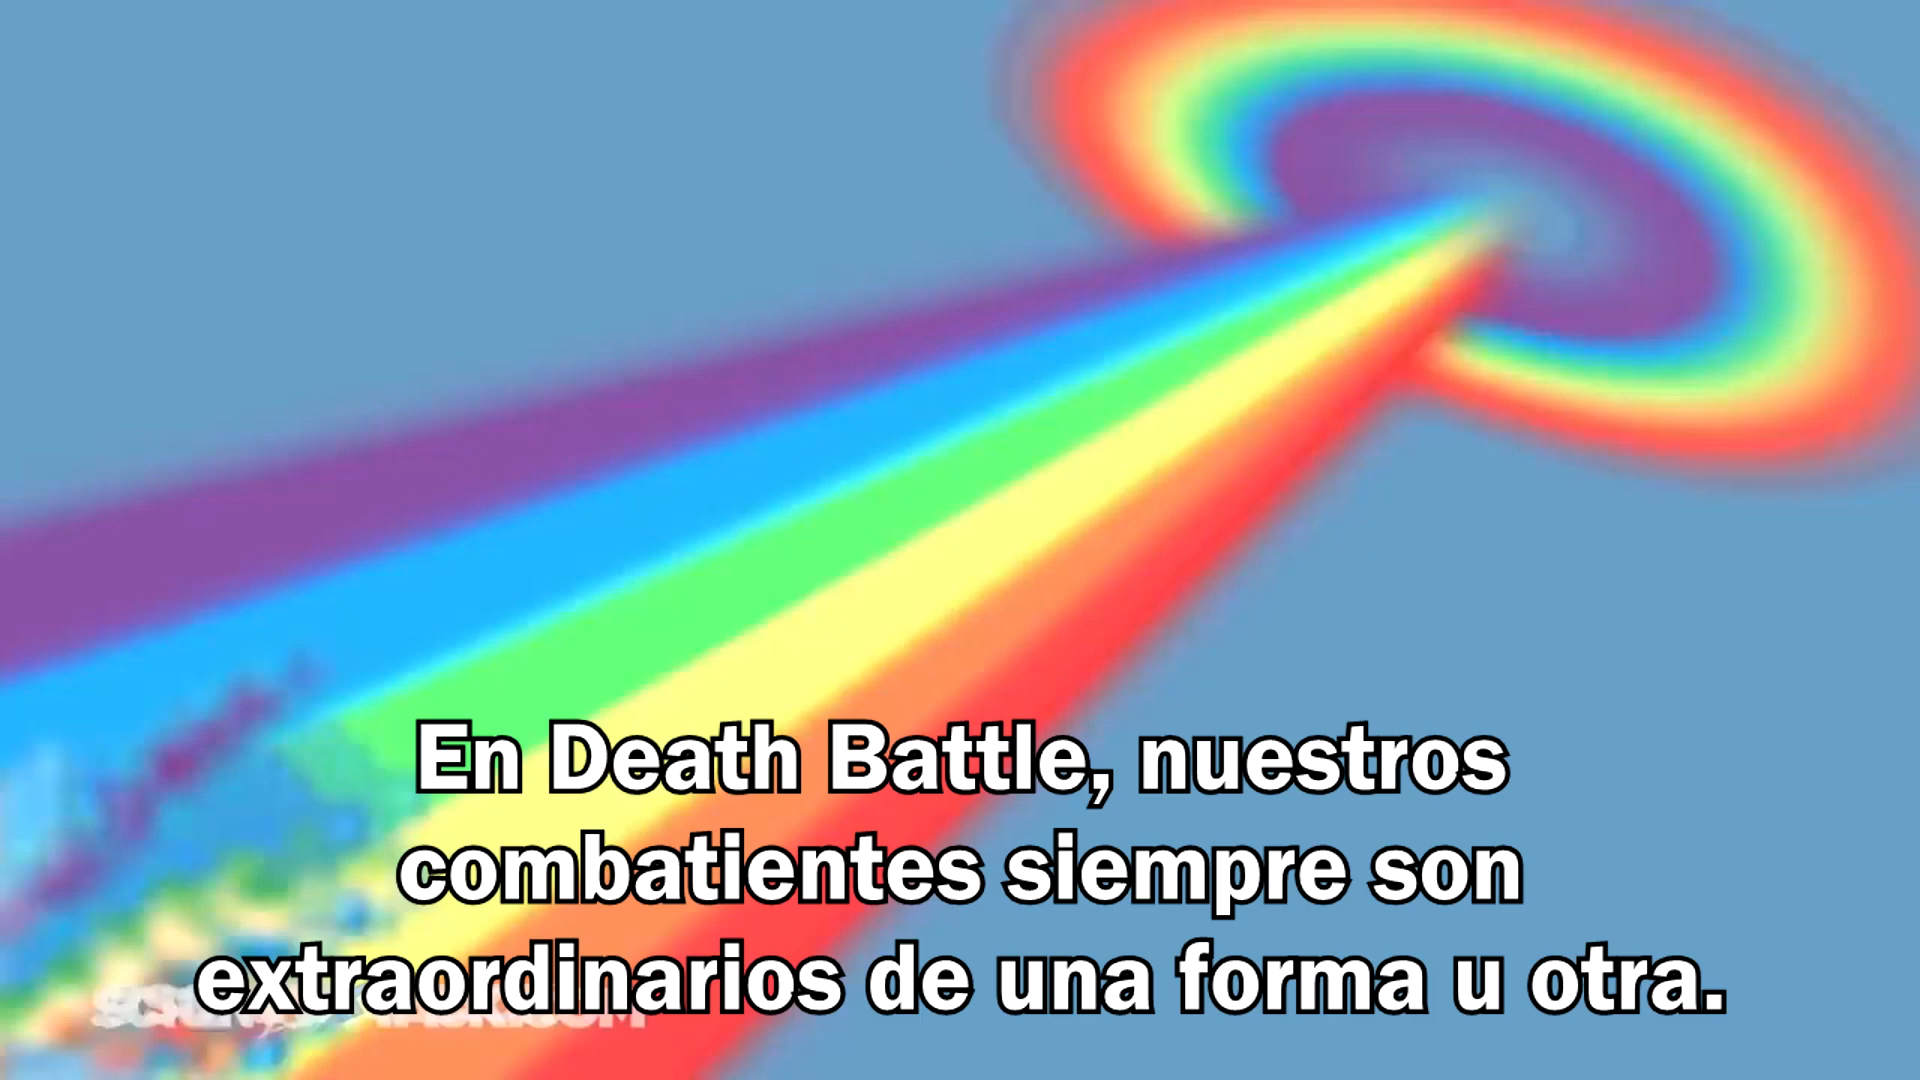 En Death Battle, nuestros
combatientes siempre son
extraordinarios de una forma u otra.